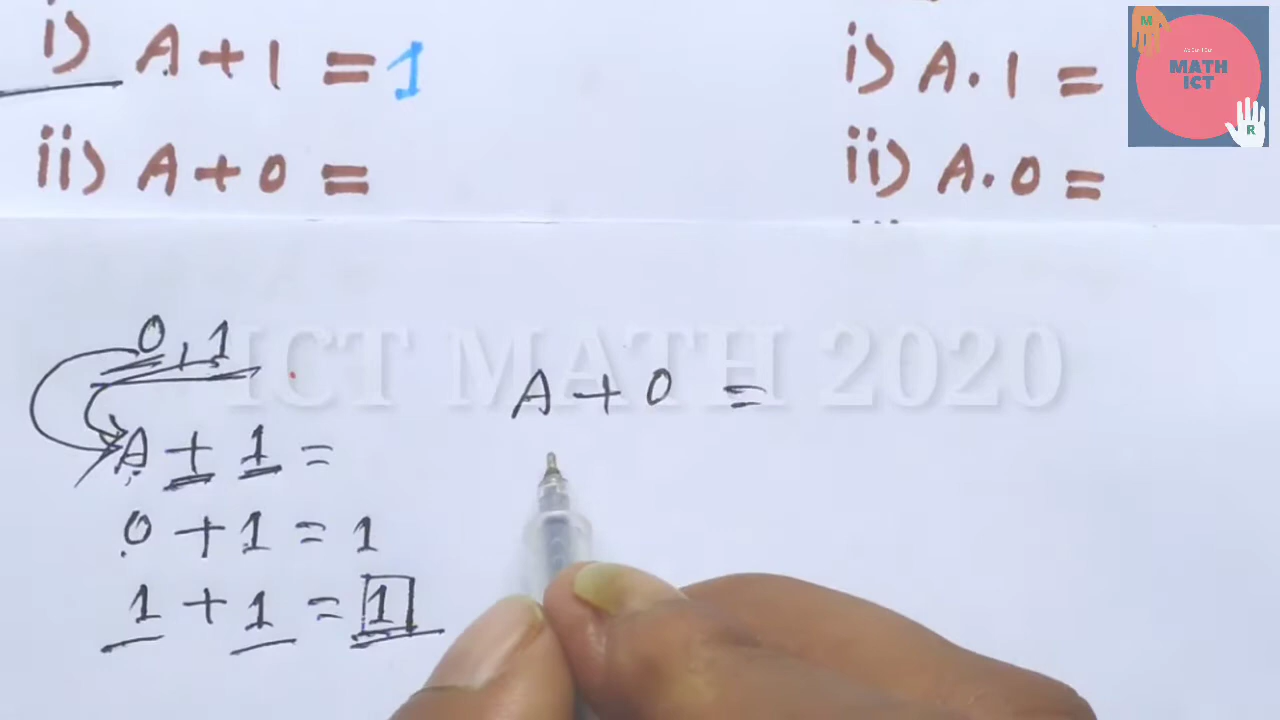 i) A + 1 = 1
ii) A + 0 =
i) A . 1 =
ii) A . 0 =
MATH
ICT
M
R
ICT MATH 2020
0, 1
A + 1 =
0 + 1 = 1
1 + 1 = 1
A + 0 =